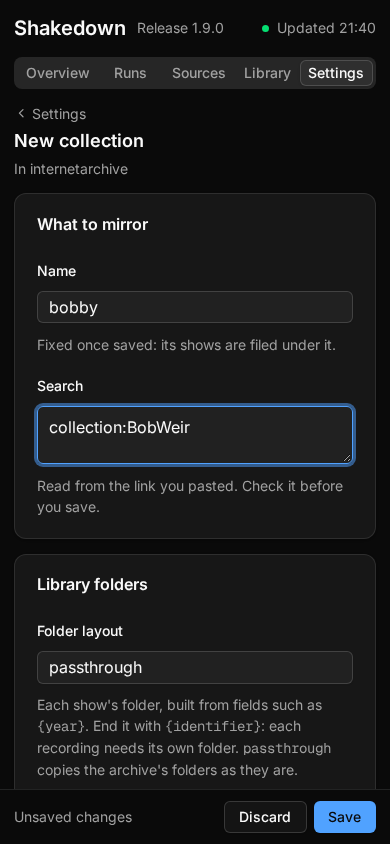 Shakedown Release 1.9.0 Updated 21:40
Overview Runs Sources Library Settings
Settings
New collection
In internetarchive
What to mirror
Name
bobby
Fixed once saved: its shows are filed under it.
Search
collection:BobWeir
Read from the link you pasted. Check it before
you save.
Library folders
Folder layout
passthrough
Each show's folder, built from fields such as
{year}. End it with {identifier}: each
recording needs its own folder. passthrough
copies the archive's folders as they are.
Unsaved changes Discard Save